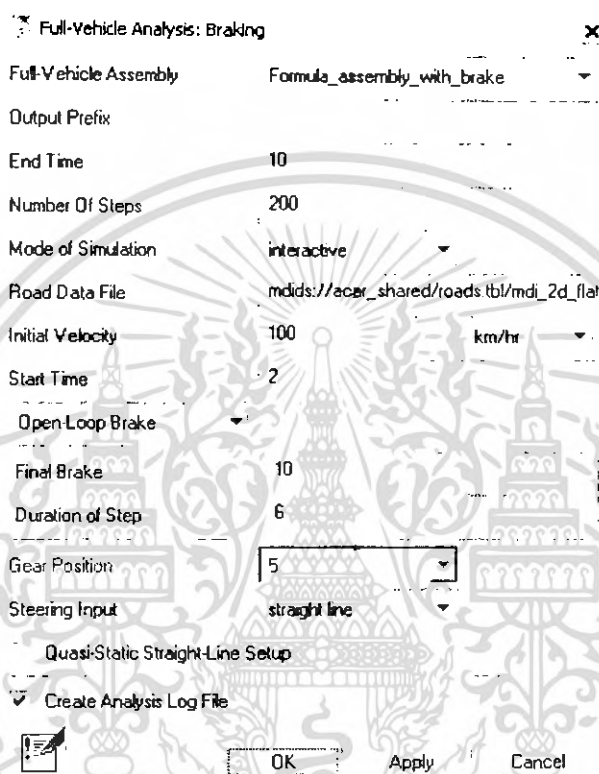 Full-Vehicle Analysis: Braking
Full-Vehicle Assembly Formula_assembly_with_brake
Output Prefix
End Time 10
Number Of Steps 200
Mode of Simulation interactive
Road Data File mdids://acar_shared/roads.tbl/mdi_2d_flat
Initial Velocity 100 km/hr
Start Time 2
Open-Loop Brake
Final Brake 10
Duration of Step 6
Gear Position 5
Steering Input straight line
Quasi-Static Straight-Line Setup
Create Analysis Log File
OK Apply Cancel